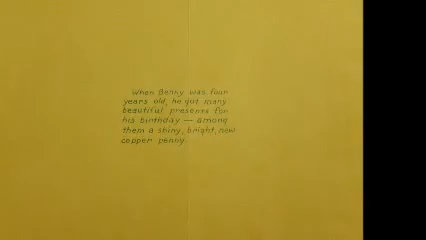 When Benny was four
years old, he got many
beautiful presents for
his birthday — among
them a shiny, bright, new
copper penny.